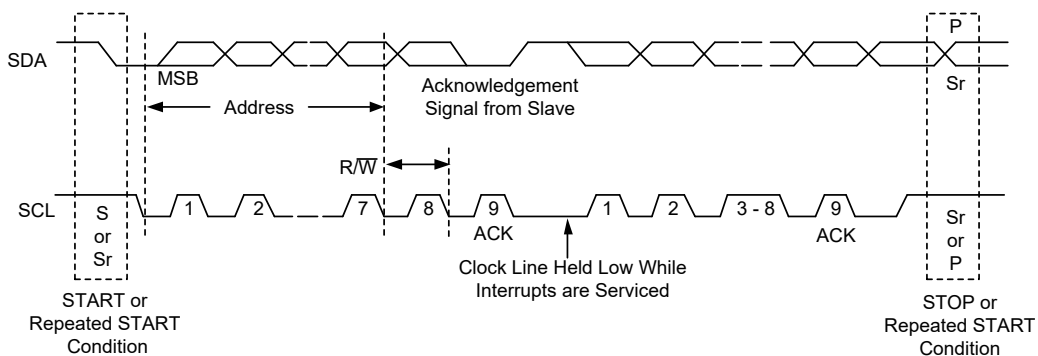 P
SDA
MSB
Acknowledgement
Signal from Slave
Sr
Address
R/W̅
SCL
S
or
Sr
1
2
7
8
9
ACK
1
2
3 - 8
9
ACK
Sr
or
P
Clock Line Held Low While
Interrupts are Serviced
START or
Repeated START
Condition
STOP or
Repeated START
Condition